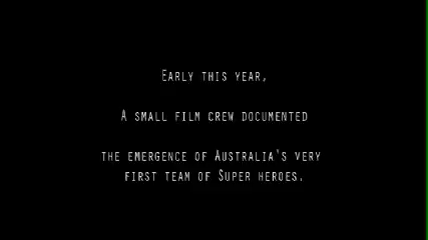 Early this year,
A small film crew documented
the emergence of Australia's very
first team of Super heroes.